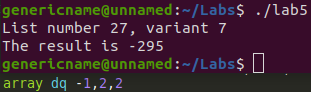 genericname@unnamed:~/Labs$ ./lab5
List number 27, variant 7
The result is -295
genericname@unnamed:~/Labs$
array dq -1,2,2